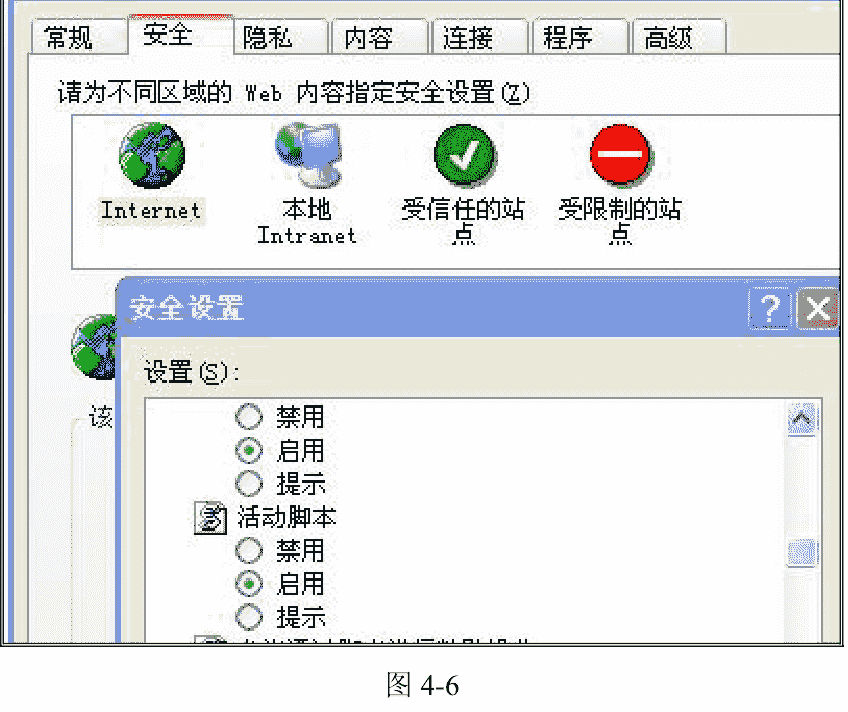 常规 安全 隐私 内容 连接 程序 高级
请为不同区域的 Web 内容指定安全设置(Z)
Internet 本地 Intranet 受信任的站点 受限制的站点
安全设置
设置(S):
该
禁用
启用
提示
活动脚本
禁用
启用
提示
图 4-6